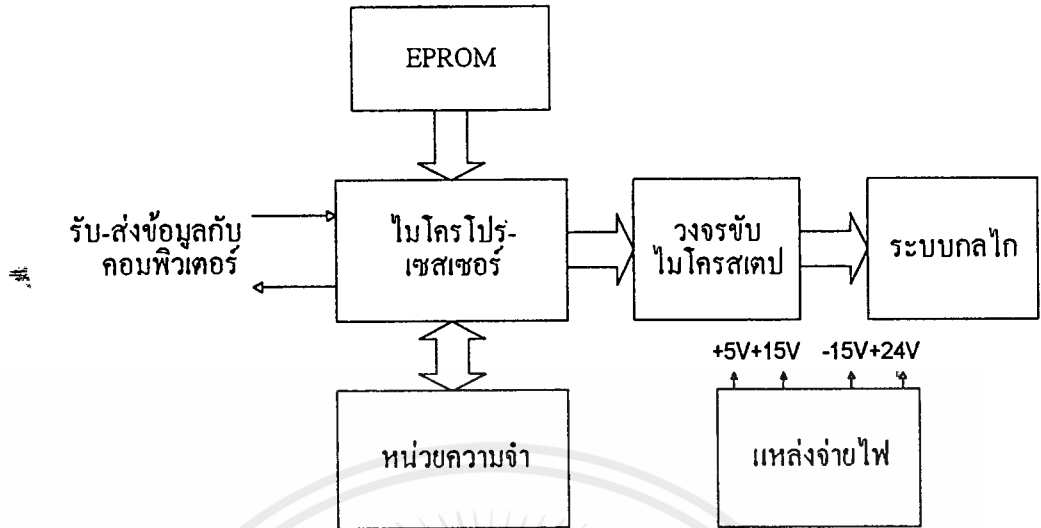 EPROM
รับ-ส่งข้อมูลกับ
คอมพิวเตอร์
ไมโครโปร-
เซสเซอร์
วงจรขับ
ไมโครสเตป
ระบบกลไก
+5V+15V -15V+24V
หน่วยความจำ
แหล่งจ่ายไฟ